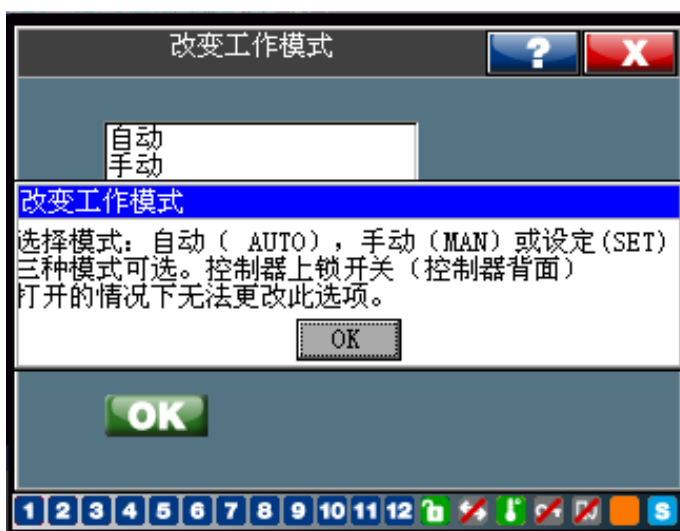 改变工作模式
?
X
自动
手动
改变工作模式
选择模式: 自动( AUTO), 手动(MAN)或设定(SET)
三种模式可选。控制器上锁开关(控制器背面)
打开的情况下无法更改此选项。
OK
OK
1 2 3 4 5 6 7 8 9 10 11 12 S